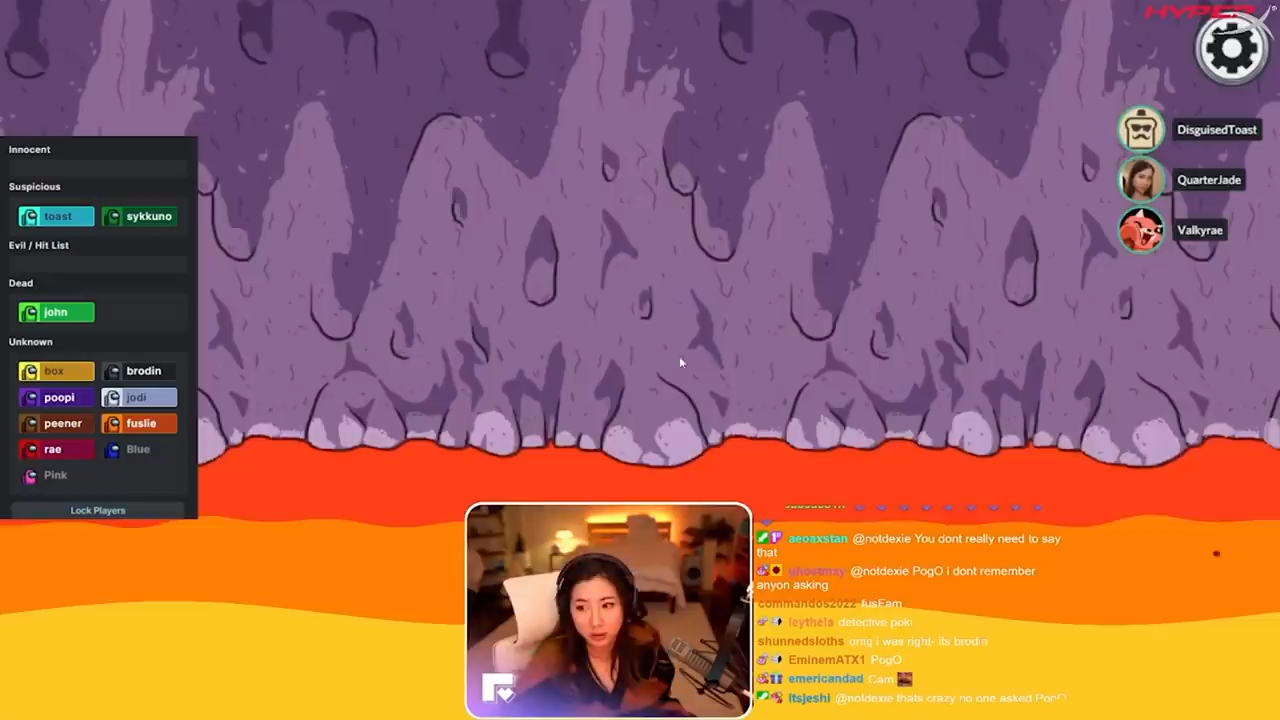 HYPERX
Innocent
Suspicious
toast
sykkuno
Evil / Hit List
Dead
john
Unknown
box
brodin
poopi
jodi
peener
fuslie
rae
Blue
Pink
Lock Players
DisguisedToast
QuarterJade
Valkyrae
aeoaxstan @notdexie You dont really need to say
that
ghostmxy @notdexie PogO i dont remember
anyon asking
commandos2022 fusFam
leythela detective poki
shunnedsloths omg i was right- its brodin
EminemATX1 PogO
emericandad Cam
Itsjeshi @notdexie thats crazy no one asked PogO